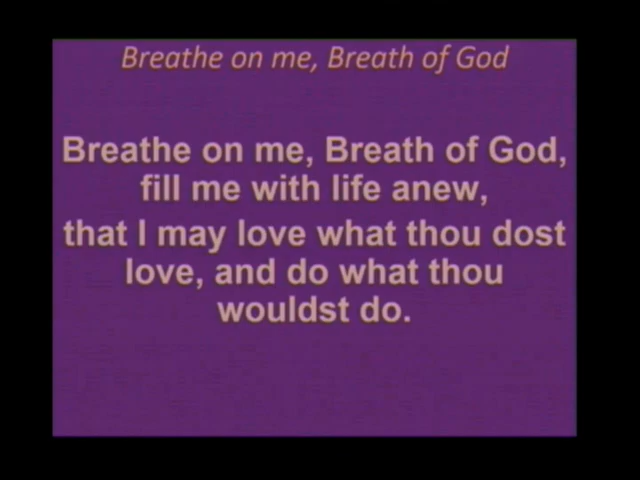 Breathe on me, Breath of God
Breathe on me, Breath of God,
fill me with life anew,
that I may love what thou dost
love, and do what thou
wouldst do.